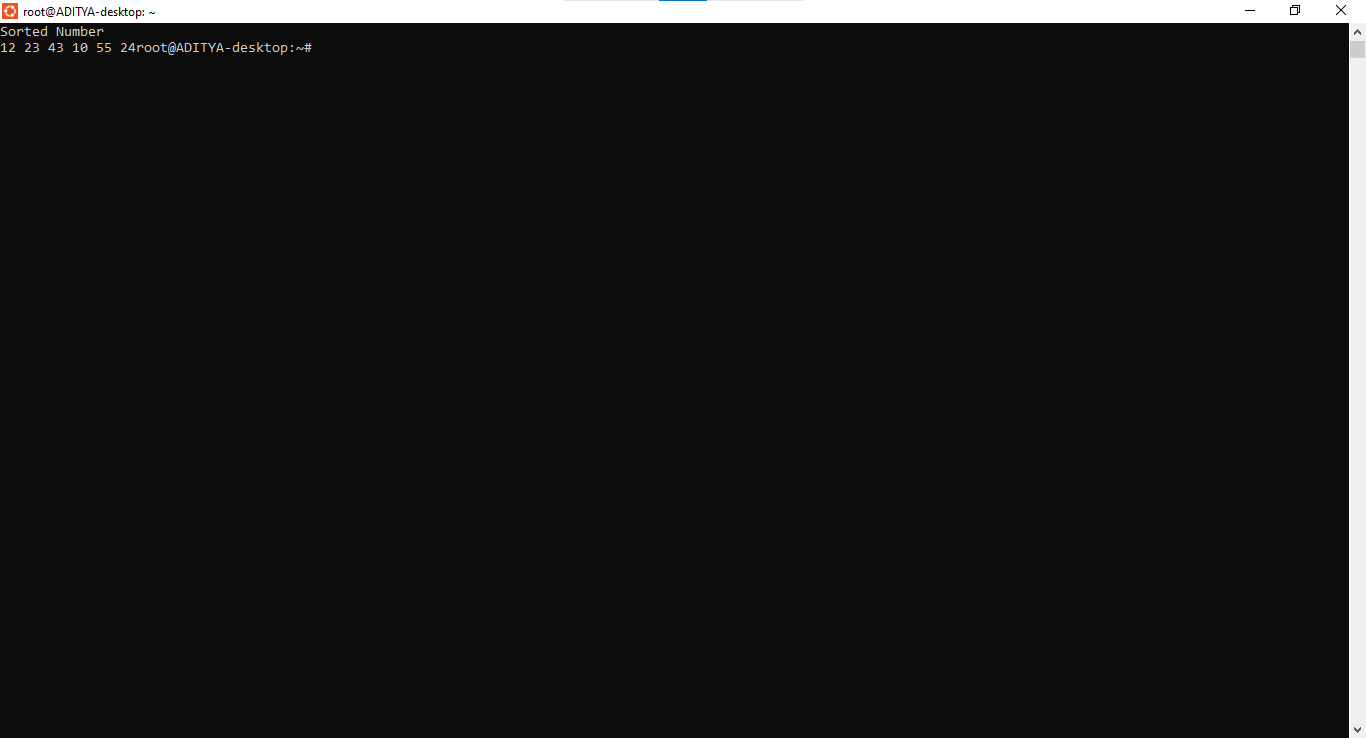 root@ADITYA-desktop: ~
Sorted Number
12 23 43 10 55 24root@ADITYA-desktop:~#